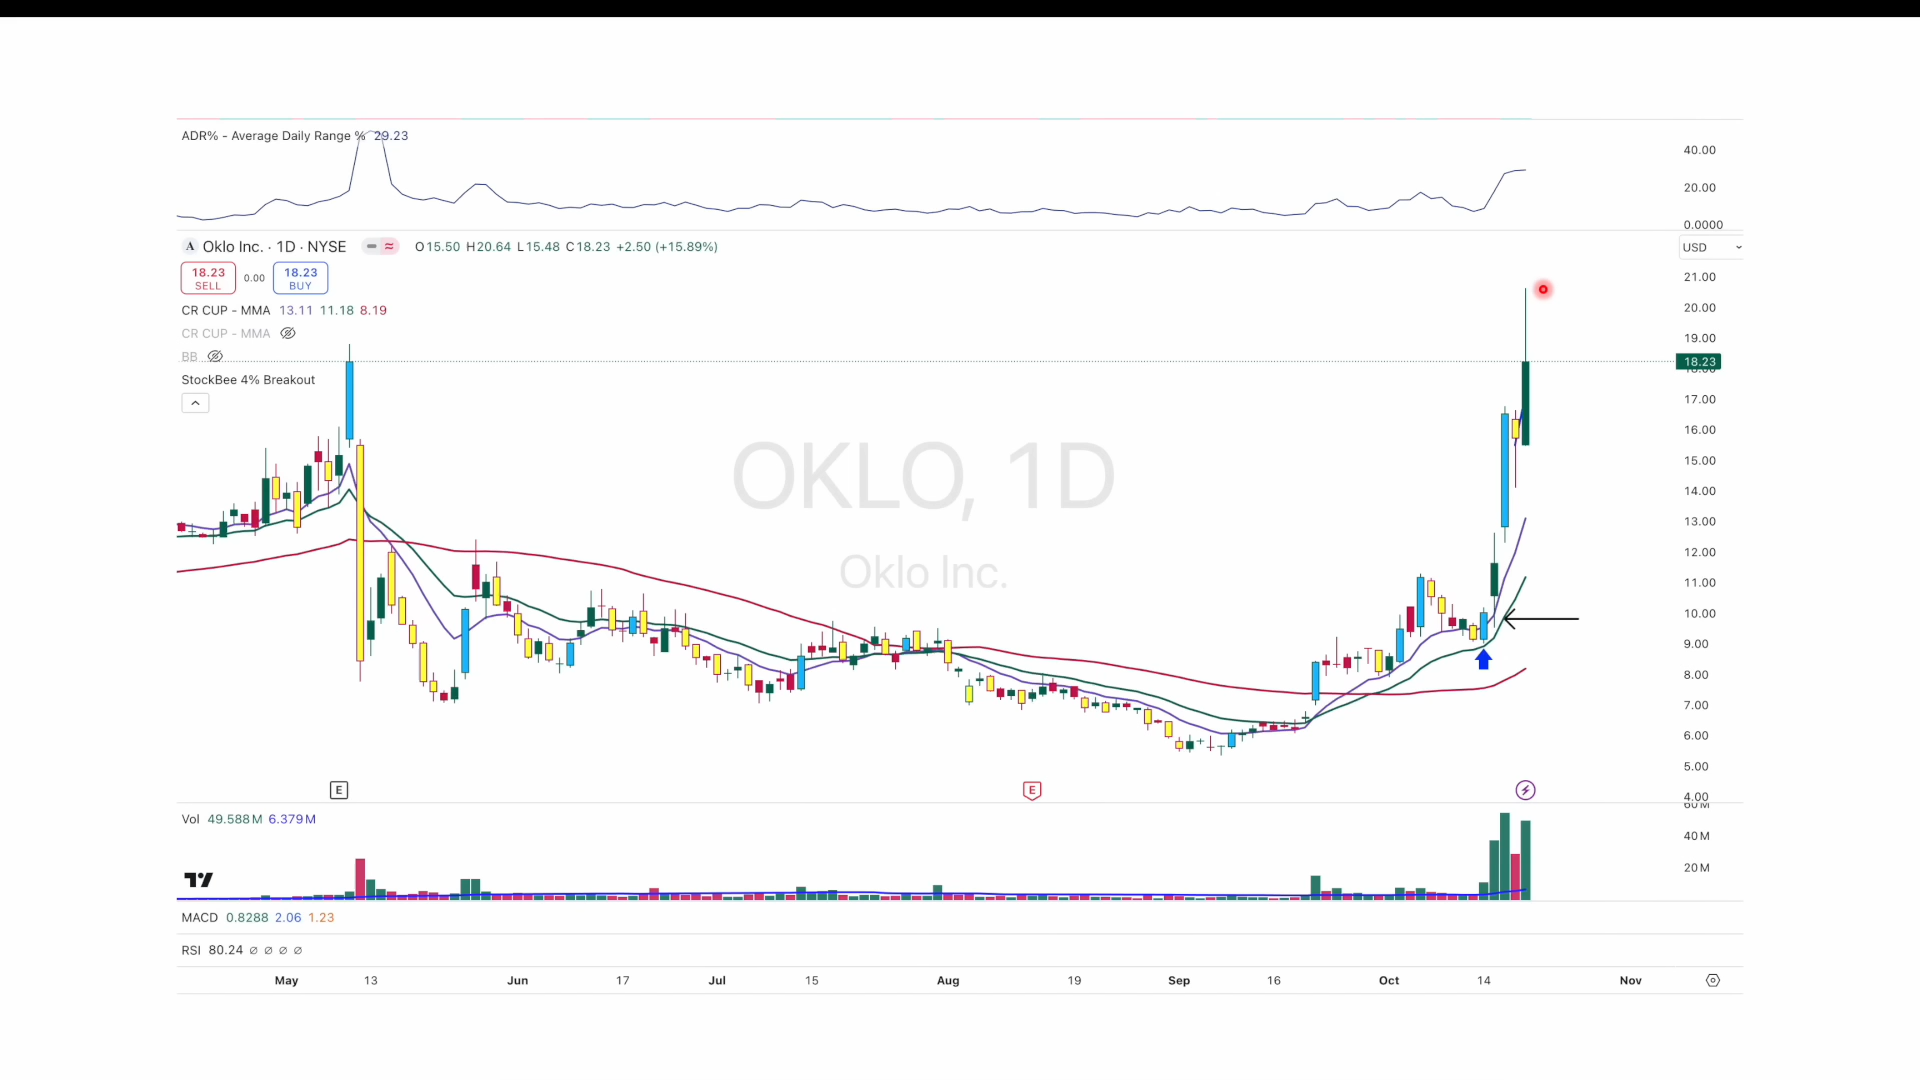 ADR% - Average Daily Range % 29.23
40.00
20.00
0.0000
A Oklo Inc. · 1D · NYSE O15.50 H20.64 L15.48 C18.23 +2.50 (+15.89%)
USD
18.23 SELL 0.00 18.23 BUY
CR CUP - MMA 13.11 11.18 8.19
CR CUP - MMA
BB
StockBee 4% Breakout
21.00
20.00
19.00
18.23
18.00
17.00
16.00
15.00
14.00
13.00
12.00
11.00
10.00
9.00
8.00
7.00
6.00
5.00
4.00
OKLO, 1D
Oklo Inc.
E
E
Vol 49.588M 6.379M
60M
40M
20M
MACD 0.8288 2.06 1.23
RSI 80.24 ∅ ∅ ∅ ∅
May 13 Jun 17 Jul 15 Aug 19 Sep 16 Oct 14 Nov